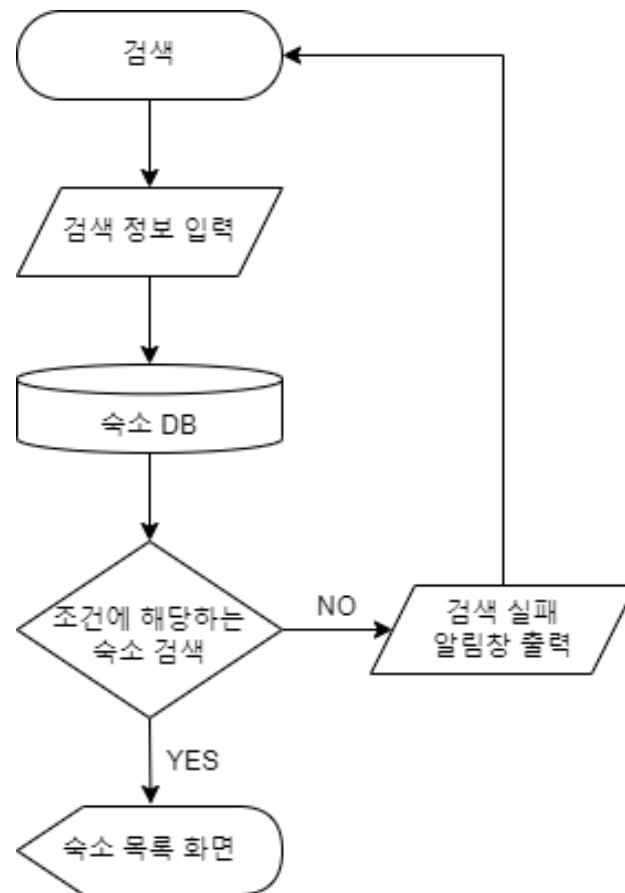 검색
검색 정보 입력
숙소 DB
조건에 해당하는
숙소 검색
NO
검색 실패
알림창 출력
YES
숙소 목록 화면